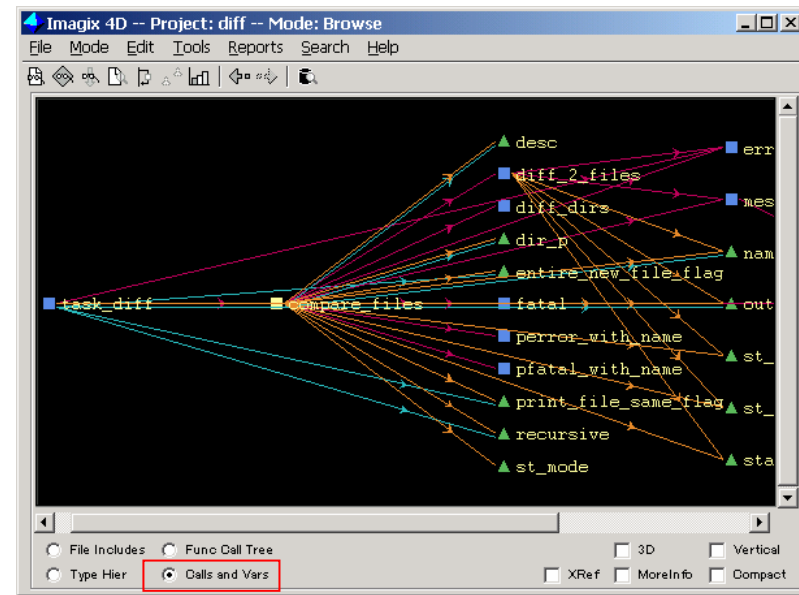 Imagix 4D -- Project: diff -- Mode: Browse
File Mode Edit Tools Reports Search Help
desc
err
diff_2_files
mes
diff_dirs
dir_p
nam
entire_new_file_flag
task_diff
compare_files
fatal
out
perror_with_name
st_
pfatal_with_name
print_file_same_flag
st_
recursive
sta
st_mode
File Includes Func Call Tree 3D Vertical
Type Hier Calls and Vars XRef MoreInfo Compact